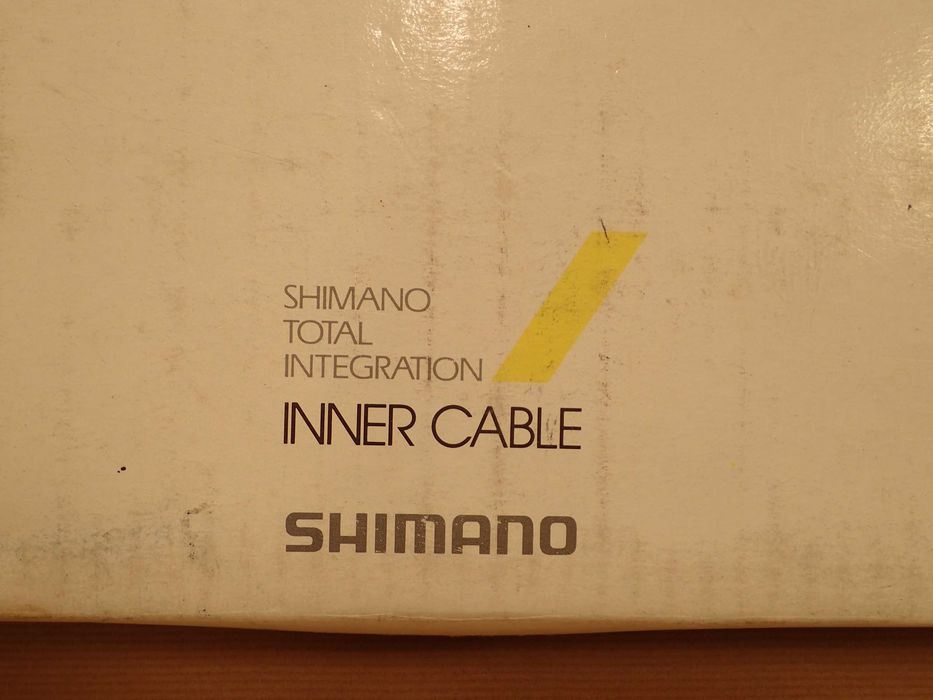 SHIMANO
TOTAL
INTEGRATION
INNER CABLE
SHIMANO